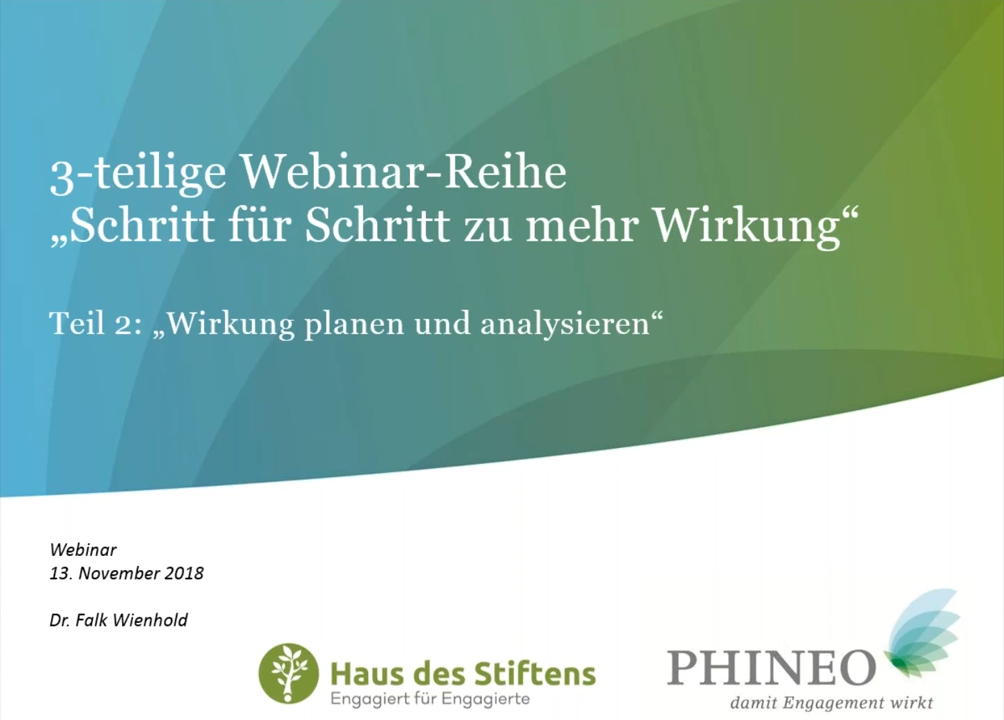 3-teilige Webinar-Reihe
„Schritt für Schritt zu mehr Wirkung“
Teil 2: „Wirkung planen und analysieren“
Webinar
13. November 2018
Dr. Falk Wienhold
Haus des Stiftens
Engagiert für Engagierte
PHINEO
damit Engagement wirkt